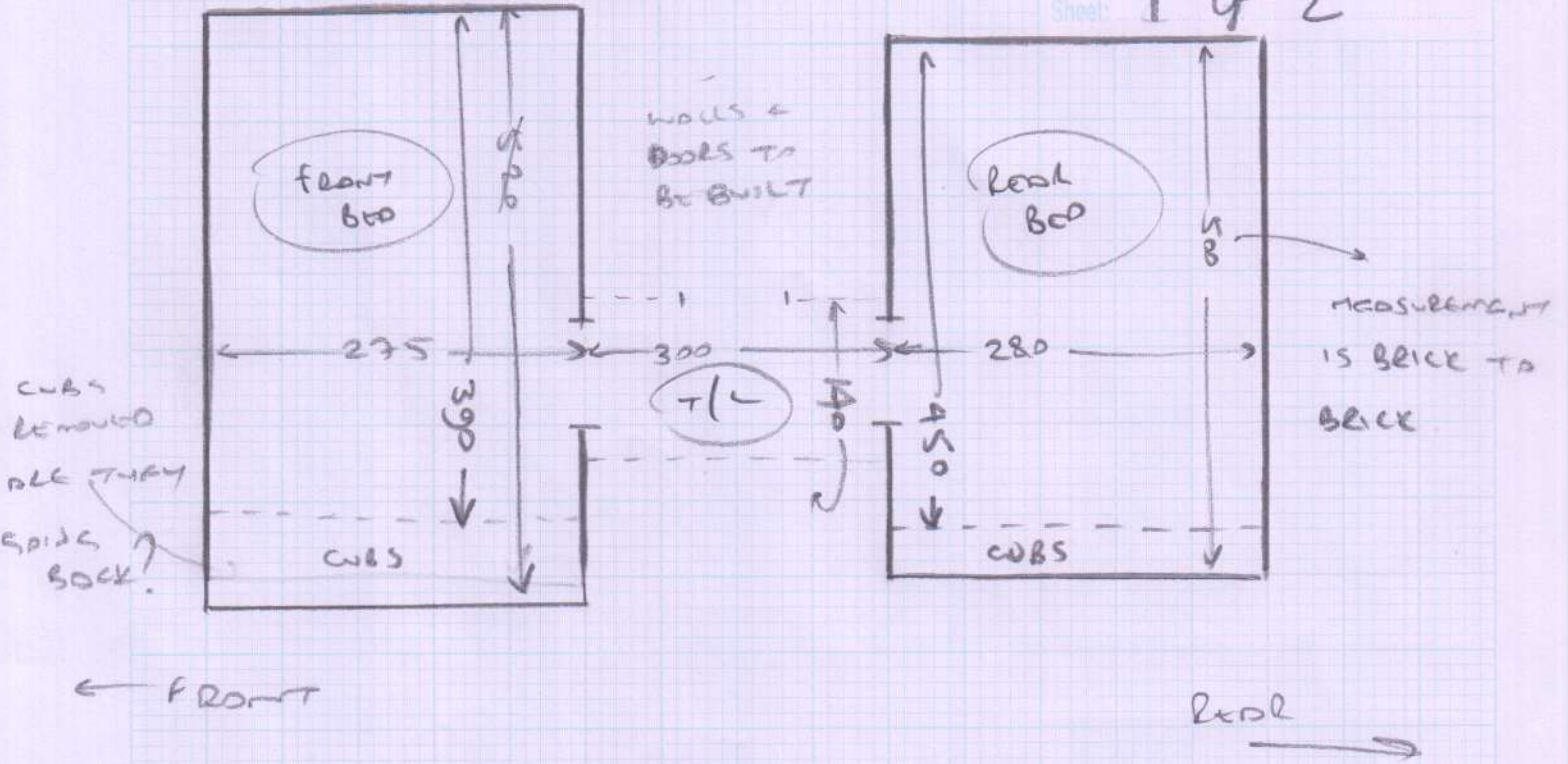 Sheet: 1 of 2
WALLS &
DOORS TO
BE BUILT
FRONT
BED
REAR
BED
MEASUREMENT
IS BRICK TO
BRICK
275
300
280
390
T/L
140
450
CUBS
REMOVED
ARE THEY
GOING
BACK?
CUBS
CUBS
← FRONT
REAR